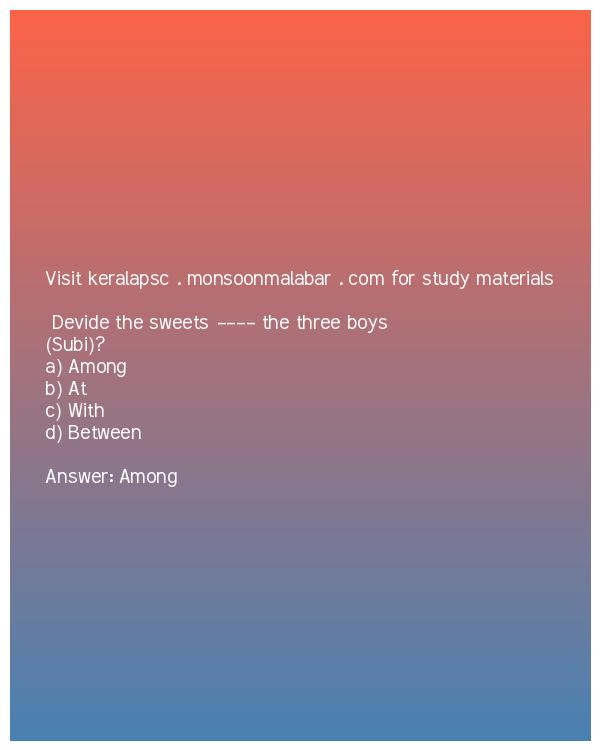 Visit keralapsc . monsoonmalabar . com for study materials
Devide the sweets ---- the three boys
(Subi)?
a) Among
b) At
c) With
d) Between
Answer: Among